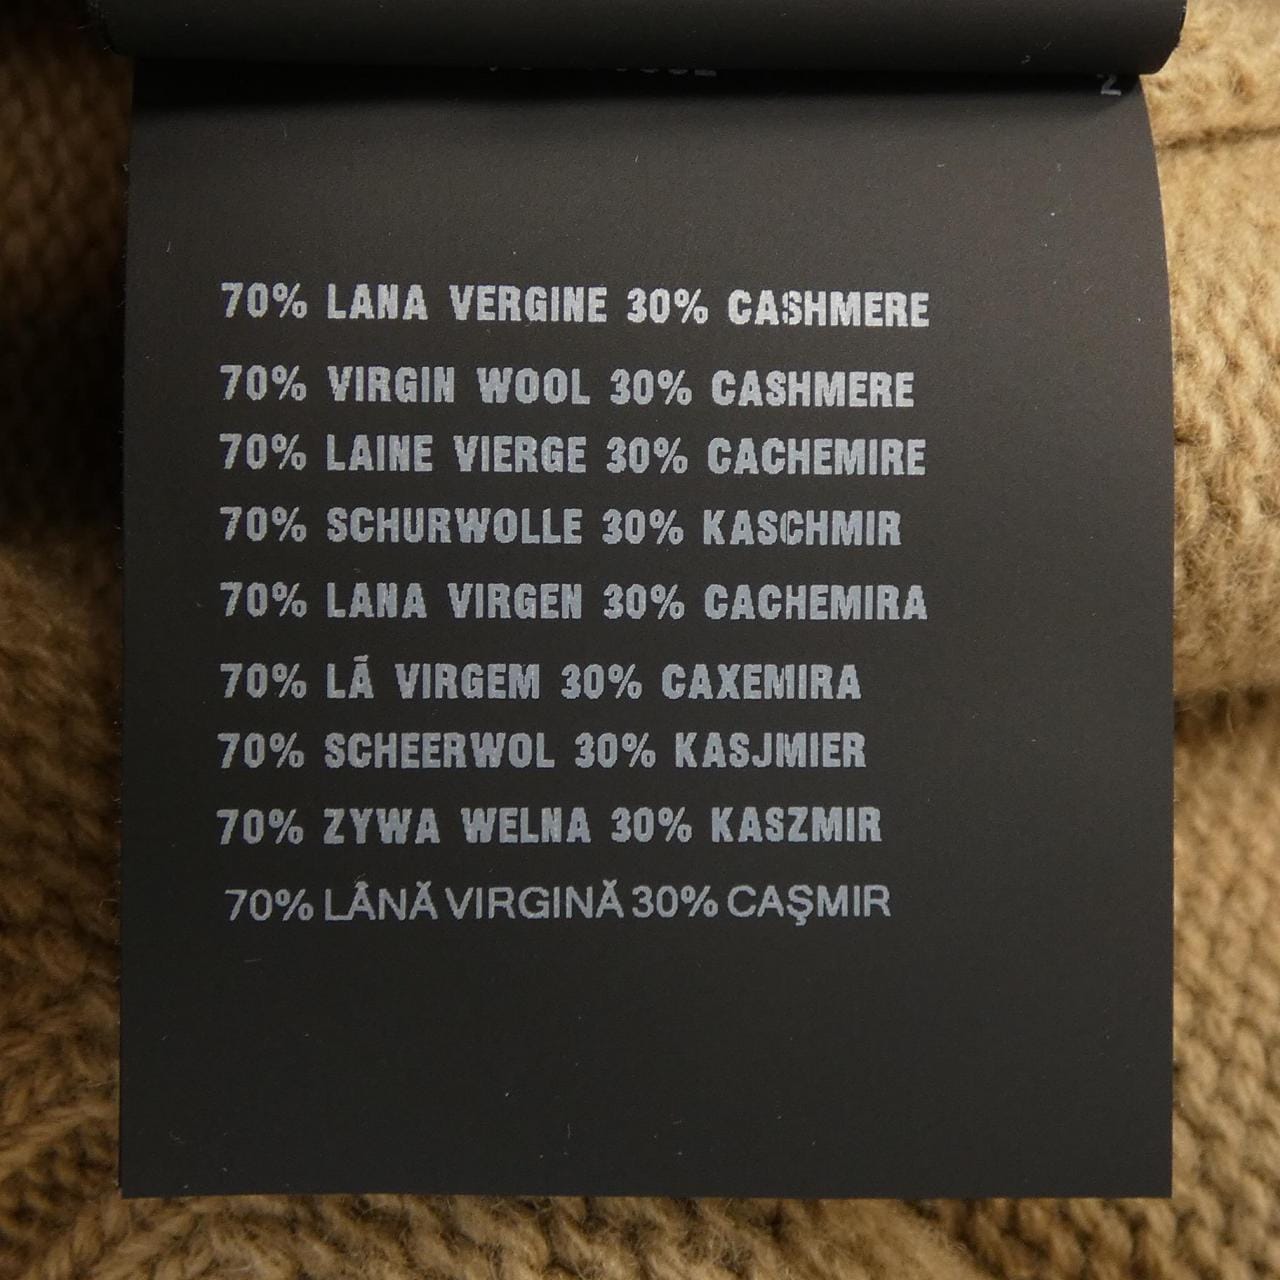 70% LANA VERGINE 30% CASHMERE
70% VIRGIN WOOL 30% CASHMERE
70% LAINE VIERGE 30% CACHEMIRE
70% SCHURWOLLE 30% KASCHMIR
70% LANA VIRGEN 30% CACHEMIRA
70% LÃ VIRGEM 30% CAXEMIRA
70% SCHEERWOL 30% KASJMIER
70% ZYWA WELNA 30% KASZMIR
70% LÂNĂ VIRGINĂ 30% CAŞMIR